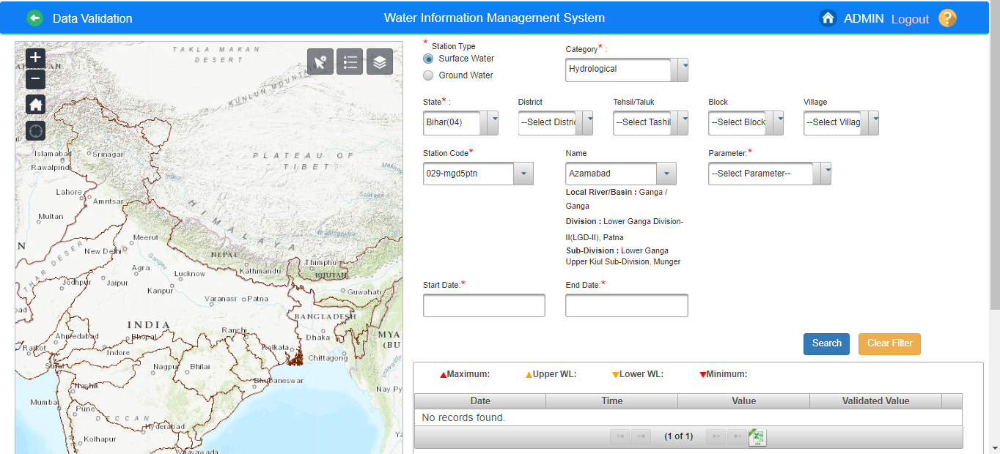 Data Validation
Water Information Management System
ADMIN
Logout
?
TAKLA MAKAN
DESERT
KUNLUN MOUNTAINS
Islamabad
Srinagar
Rawalpindi
PLATEAU OF
TIBET
Mekong
Indus
Salween
Lahore
Amritsar
HIMALAYA
Multan
Brahmaputra
Meerut
New Delhi
THAR DESERT
Ganges
NEPAL
Thimphu
Agra
Lucknow
Kathmandu
BHUTAN
Jodhpur
Jaipur
Kanpur
Guwahati
Varanasi
Patna
BANGLADESH
INDIA
Ranchi
Dhaka
MYA
(BU
Ahmedabad
Bhopal
Rajkot
Indore
Kolkata
Chittagong
Surat
Nagpur
Bhilai
Irrawaddy
Nashik
Bhubaneswar
Nay Py
Mumbai
Pune
DECCAN
Hyderabad
Kolhapur
Vijayawada
* Station Type
Surface Water
Ground Water
Category* :
Hydrological
State* :
District
Tehsil/Taluk
Block
Village
Bihar(04)
--Select Distric
--Select Tashil
--Select Block
--Select Villag
Station Code*
Name
Parameter:*
029-mgd5ptn
Azamabad
--Select Parameter--
Local River/Basin : Ganga /
Ganga
Division : Lower Ganga Division-
II(LGD-II), Patna
Sub-Division : Lower Ganga
Upper Kiul Sub-Division, Munger
Start Date:*
End Date:*
Search
Clear Filter
Maximum:
Upper WL:
Lower WL:
Minimum:
Date
Time
Value
Validated Value
No records found.
(1 of 1)